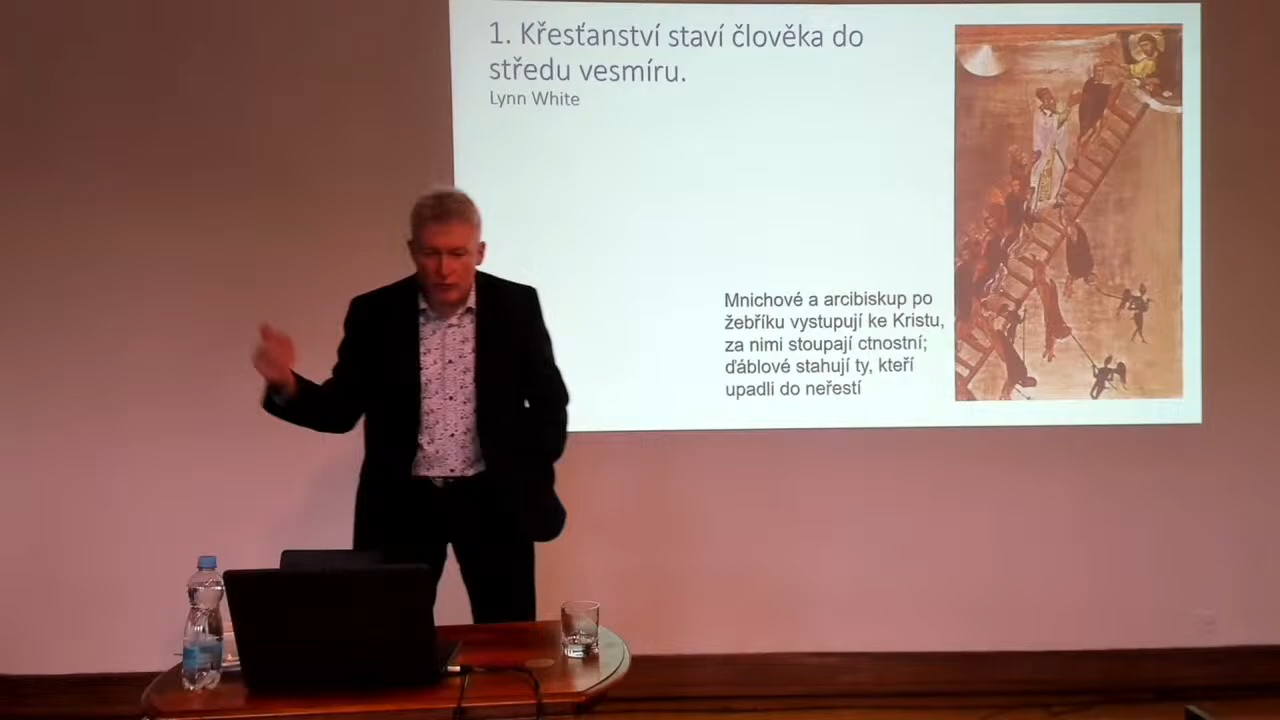 1. Křesťanství staví člověka do
středu vesmíru.
Lynn White
Mnichové a arcibiskup po
žebříku vystupují ke Kristu,
za nimi stoupají ctnostní;
ďáblové stahují ty, kteří
upadli do neřestí